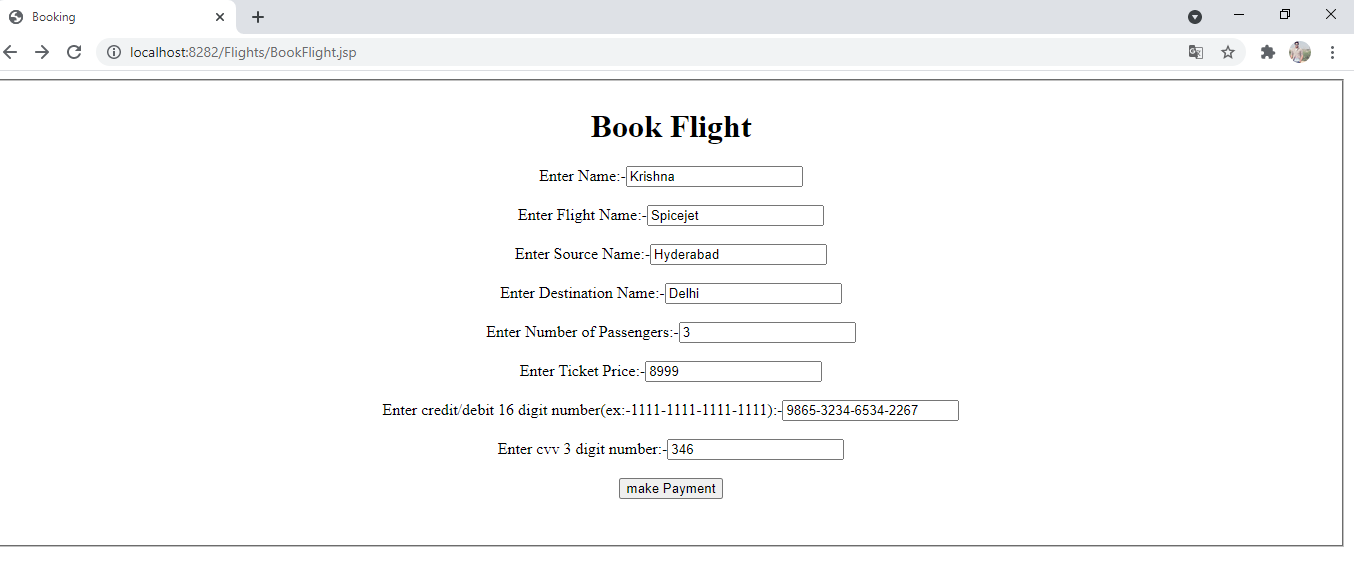 Booking
localhost:8282/Flights/BookFlight.jsp
Book Flight
Enter Name:-Krishna
Enter Flight Name:-Spicejet
Enter Source Name:-Hyderabad
Enter Destination Name:-Delhi
Enter Number of Passengers:-3
Enter Ticket Price:-8999
Enter credit/debit 16 digit number(ex:-1111-1111-1111-1111):-9865-3234-6534-2267
Enter cvv 3 digit number:-346
make Payment